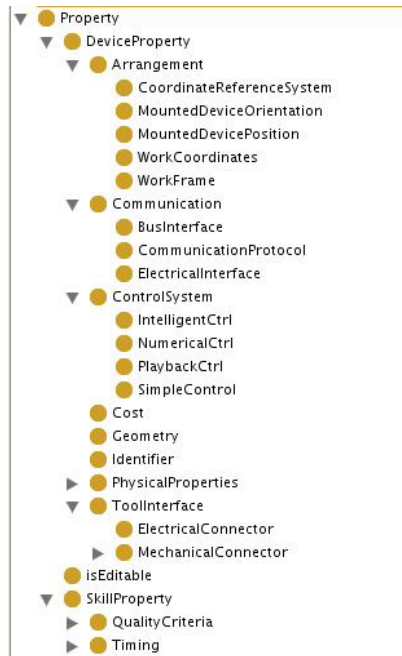 Property
DeviceProperty
Arrangement
CoordinateReferenceSystem
MountedDeviceOrientation
MountedDevicePosition
WorkCoordinates
WorkFrame
Communication
BusInterface
CommunicationProtocol
ElectricalInterface
ControlSystem
IntelligentCtrl
NumericalCtrl
PlaybackCtrl
SimpleControl
Cost
Geometry
Identifier
PhysicalProperties
ToolInterface
ElectricalConnector
MechanicalConnector
isEditable
SkillProperty
QualityCriteria
Timing